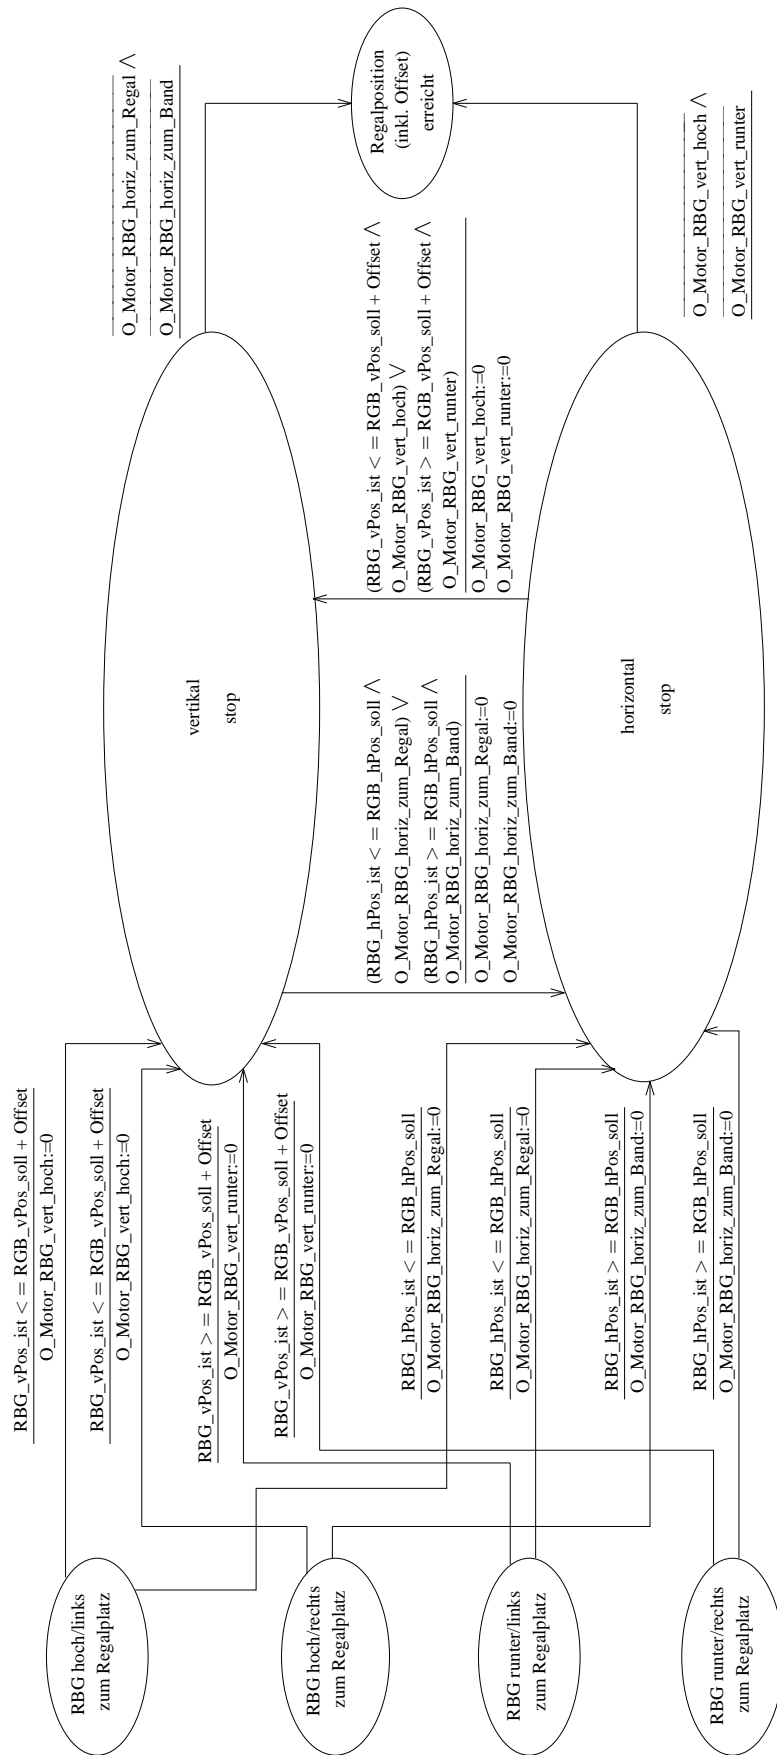 RBG hoch/links
zum Regalplatz
RBG hoch/rechts
zum Regalplatz
RBG runter/links
zum Regalplatz
RBG runter/rechts
zum Regalplatz
RBG_vPos_ist < = RGB_vPos_soll + Offset
O_Motor_RBG_vert_hoch:=0
RBG_vPos_ist < = RGB_vPos_soll + Offset
O_Motor_RBG_vert_hoch:=0
RBG_vPos_ist > = RGB_vPos_soll + Offset
O_Motor_RBG_vert_runter:=0
RBG_vPos_ist > = RGB_vPos_soll + Offset
O_Motor_RBG_vert_runter:=0
RBG_hPos_ist < = RGB_hPos_soll
O_Motor_RBG_horiz_zum_Regal:=0
RBG_hPos_ist < = RGB_hPos_soll
O_Motor_RBG_horiz_zum_Regal:=0
RBG_hPos_ist > = RGB_hPos_soll
O_Motor_RBG_horiz_zum_Band:=0
RBG_hPos_ist > = RGB_hPos_soll
O_Motor_RBG_horiz_zum_Band:=0
vertikal
stop
(RBG_hPos_ist < = RGB_hPos_soll ∧
O_Motor_RBG_horiz_zum_Regal) ∨
(RBG_hPos_ist > = RGB_hPos_soll ∧
O_Motor_RBG_horiz_zum_Band)
O_Motor_RBG_horiz_zum_Regal:=0
O_Motor_RBG_horiz_zum_Band:=0
(RBG_vPos_ist < = RGB_vPos_soll + Offset ∧
O_Motor_RBG_vert_hoch) ∨
(RBG_vPos_ist > = RGB_vPos_soll + Offset ∧
O_Motor_RBG_vert_runter)
O_Motor_RBG_vert_hoch:=0
O_Motor_RBG_vert_runter:=0
horizontal
stop
O_Motor_RBG_horiz_zum_Regal ∧
O_Motor_RBG_horiz_zum_Band
Regalposition
(inkl. Offset)
erreicht
O_Motor_RBG_vert_hoch ∧
O_Motor_RBG_vert_runter